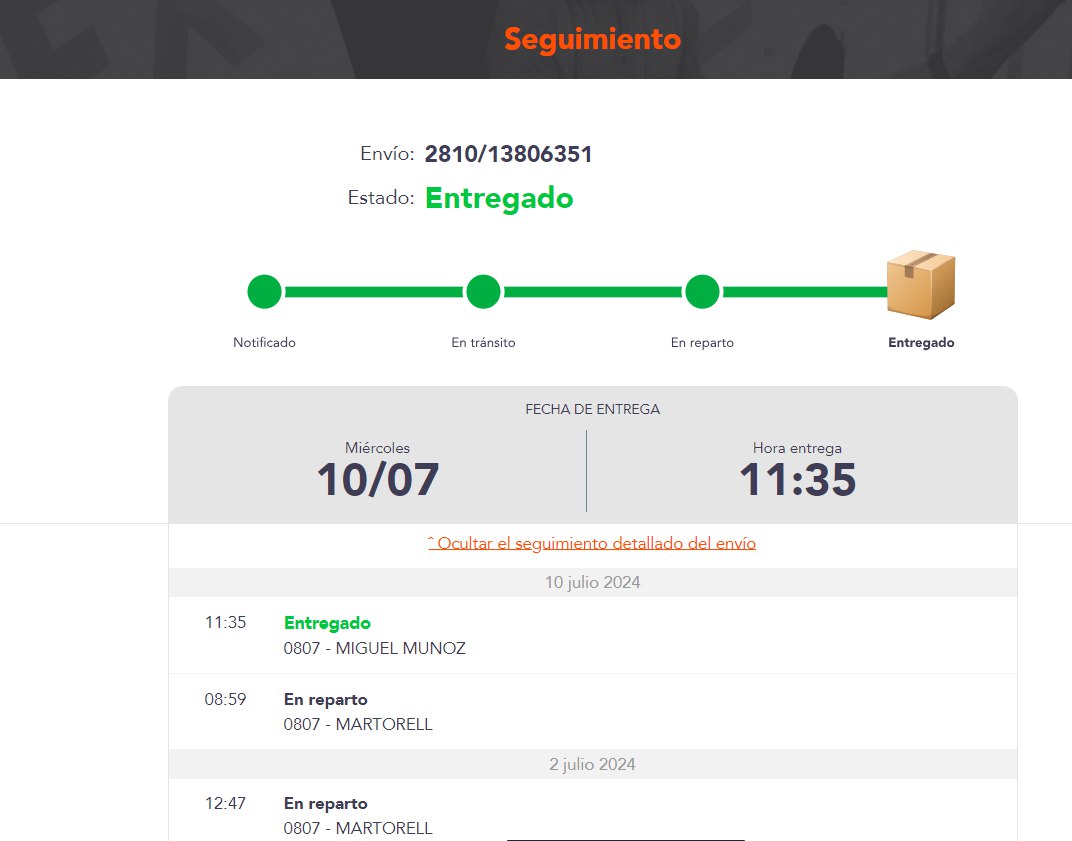 Seguimiento
Envío: 2810/13806351
Estado: Entregado
Notificado En tránsito En reparto Entregado
FECHA DE ENTREGA
Miércoles Hora entrega
10/07 11:35
ˆ Ocultar el seguimiento detallado del envío
10 julio 2024
11:35 Entregado
0807 - MIGUEL MUNOZ
08:59 En reparto
0807 - MARTORELL
2 julio 2024
12:47 En reparto
0807 - MARTORELL